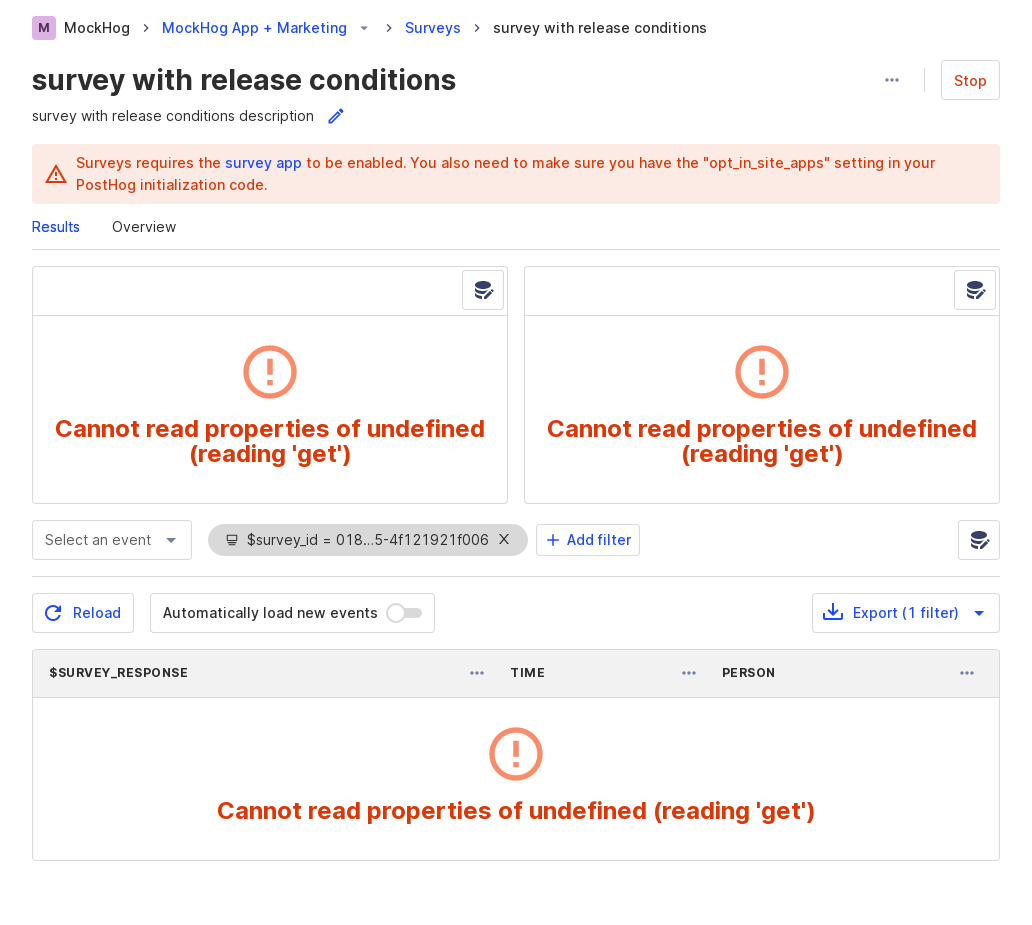 M MockHog MockHog App + Marketing Surveys survey with release conditions
survey with release conditions
Stop
survey with release conditions description
Surveys requires the survey app to be enabled. You also need to make sure you have the "opt_in_site_apps" setting in your
PostHog initialization code.
Results Overview
Cannot read properties of undefined
(reading 'get')
Cannot read properties of undefined
(reading 'get')
Select an event $survey_id = 018...5-4f121921f006 Add filter
Reload Automatically load new events Export (1 filter)
$SURVEY_RESPONSE TIME PERSON
Cannot read properties of undefined (reading 'get')